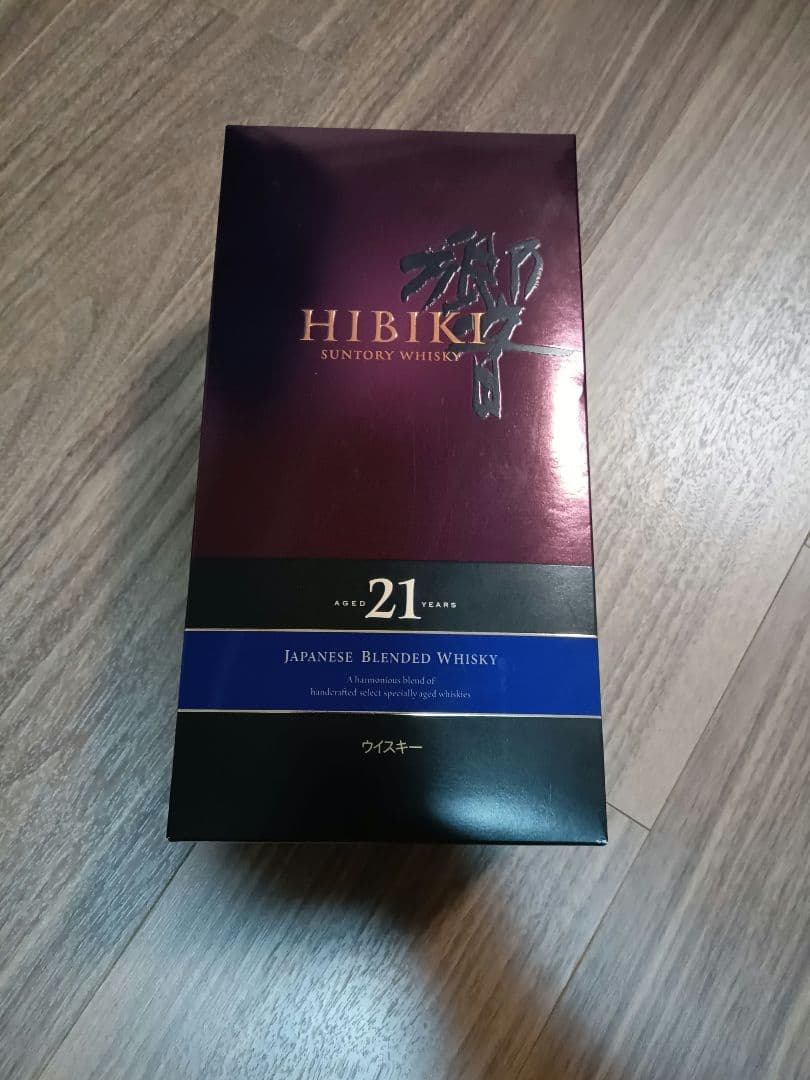 響
HIBIKI
SUNTORY WHISKY
AGED 21 YEARS
JAPANESE BLENDED WHISKY
A harmonious blend of
handcrafted select specially aged whiskies
ウイスキー